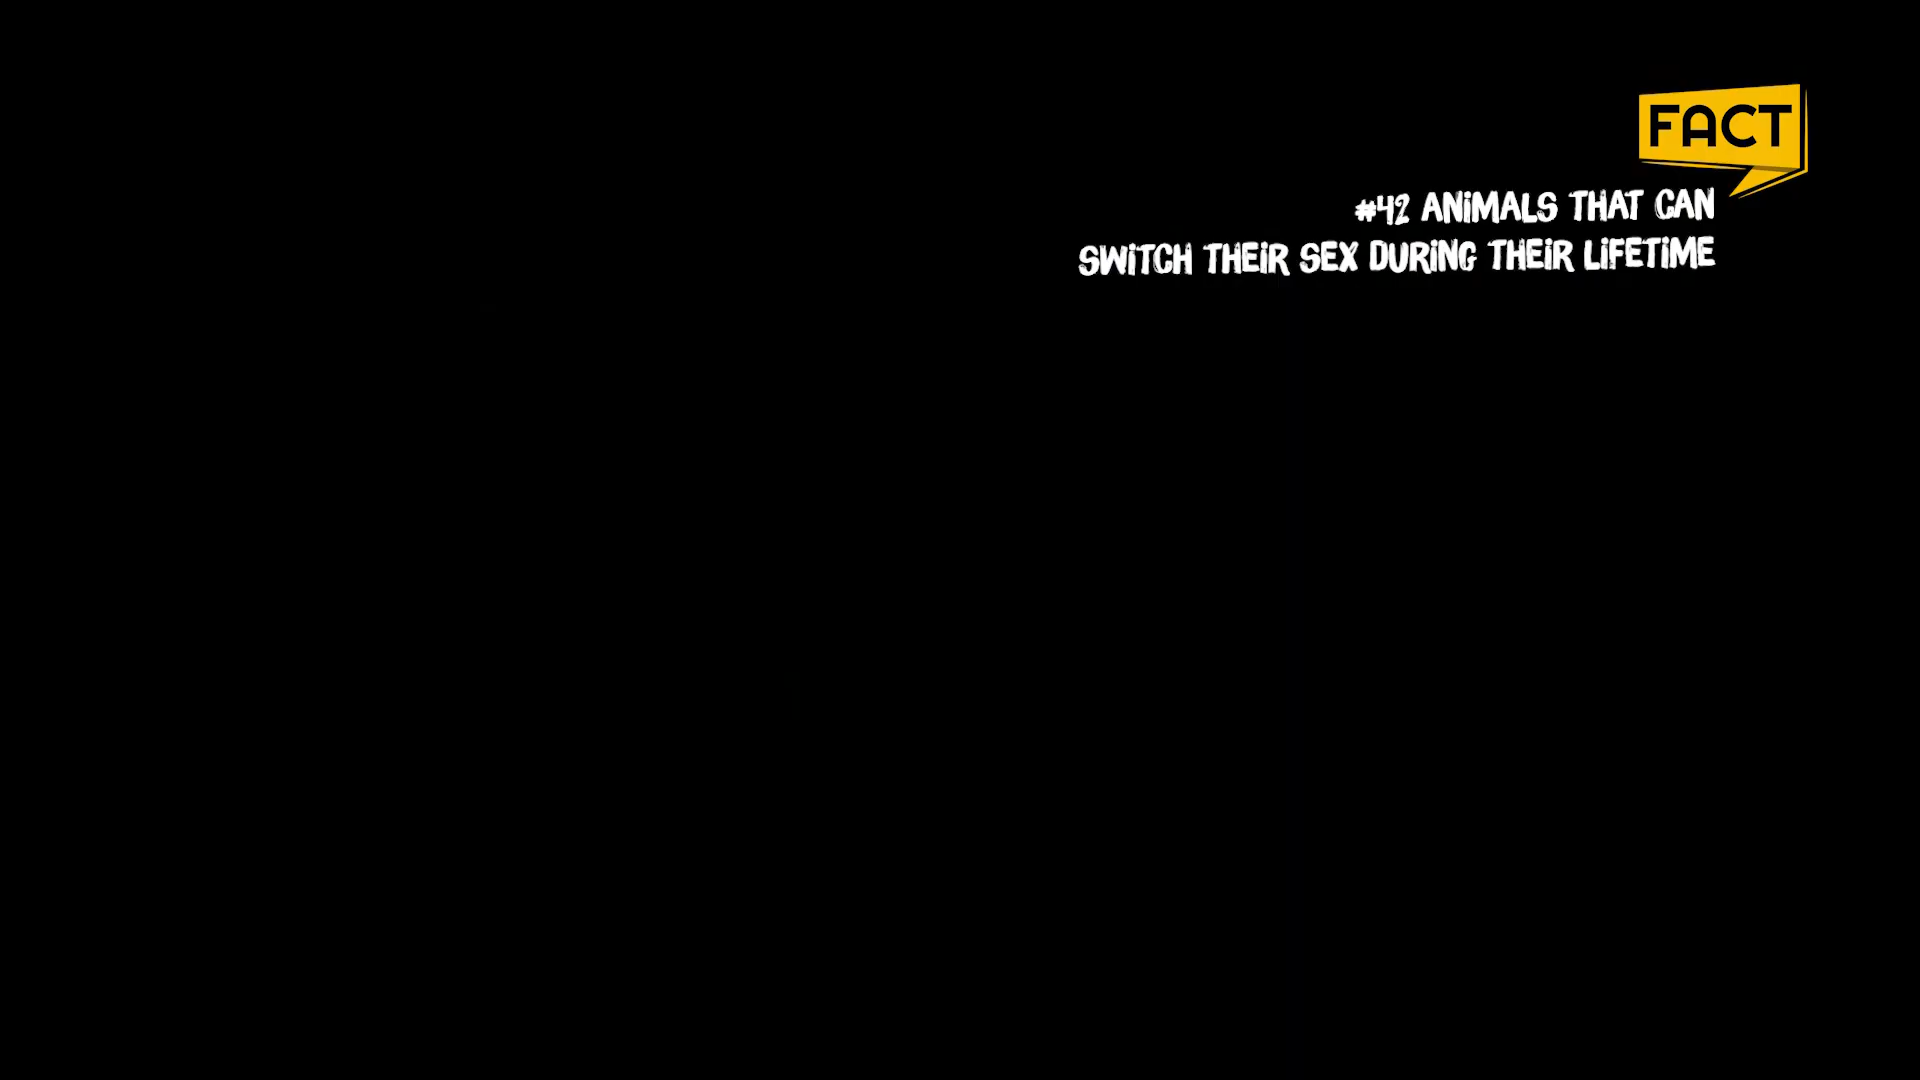 FACT
#42 ANiMALS THAT CAN
SWiTCH THEiR SEX DURiNG THEiR LiFETiME